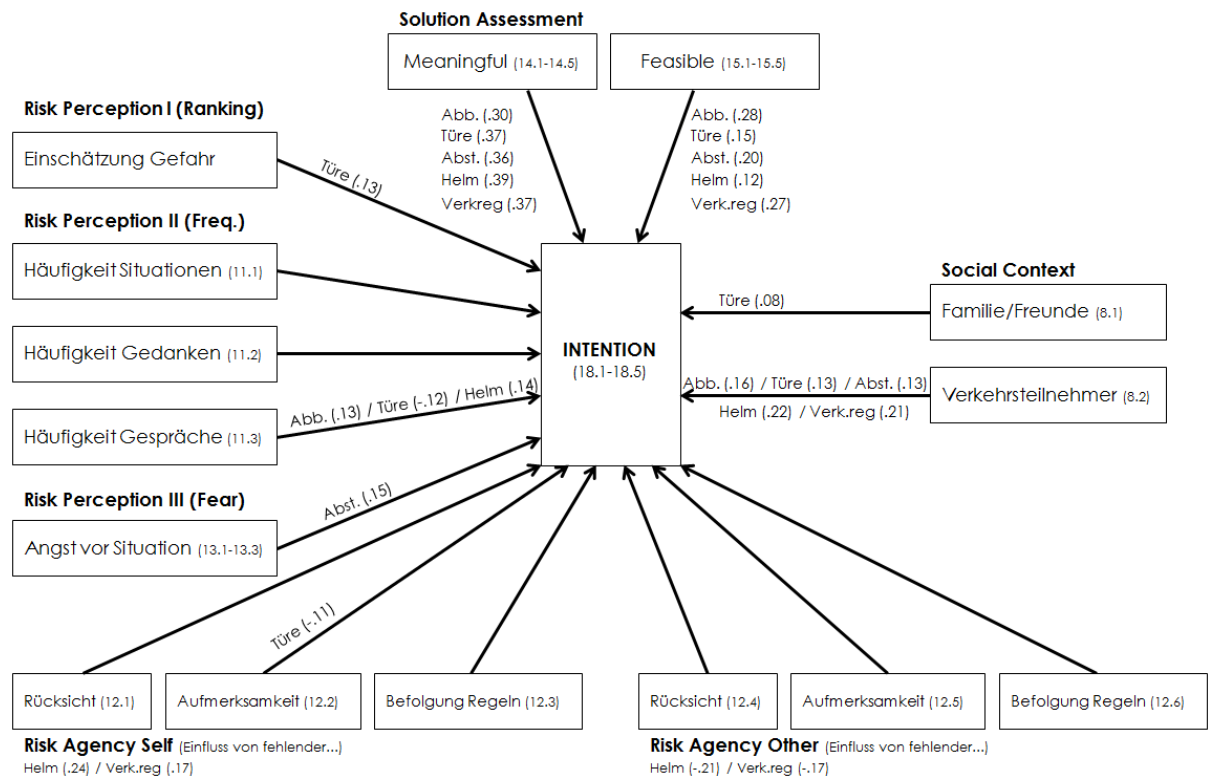 Solution Assessment
Meaningful (14.1-14.5)
Feasible (15.1-15.5)
Abb. (.30)
Türe (.37)
Abst. (.36)
Helm (.39)
Verkreg (.37)
Abb. (.28)
Türe (.15)
Abst. (.20)
Helm (.12)
Verk.reg (.27)
Risk Perception I (Ranking)
Einschätzung Gefahr
Türe (.13)
Risk Perception II (Freq.)
Häufigkeit Situationen (11.1)
Häufigkeit Gedanken (11.2)
Häufigkeit Gespräche (11.3)
Abb. (.13) / Türe (-.12) / Helm (.14)
Risk Perception III (Fear)
Angst vor Situation (13.1-13.3)
Abst. (.15)
INTENTION
(18.1-18.5)
Social Context
Familie/Freunde (8.1)
Türe (.08)
Verkehrsteilnehmer (8.2)
Abb. (.16) / Türe (.13) / Abst. (.13)
Helm (.22) / Verk.reg (.21)
Türe (-.11)
Rücksicht (12.1)
Aufmerksamkeit (12.2)
Befolgung Regeln (12.3)
Risk Agency Self (Einfluss von fehlender...)
Helm (.24) / Verk.reg (.17)
Rücksicht (12.4)
Aufmerksamkeit (12.5)
Befolgung Regeln (12.6)
Risk Agency Other (Einfluss von fehlender...)
Helm (-.21) / Verk.reg (-.17)